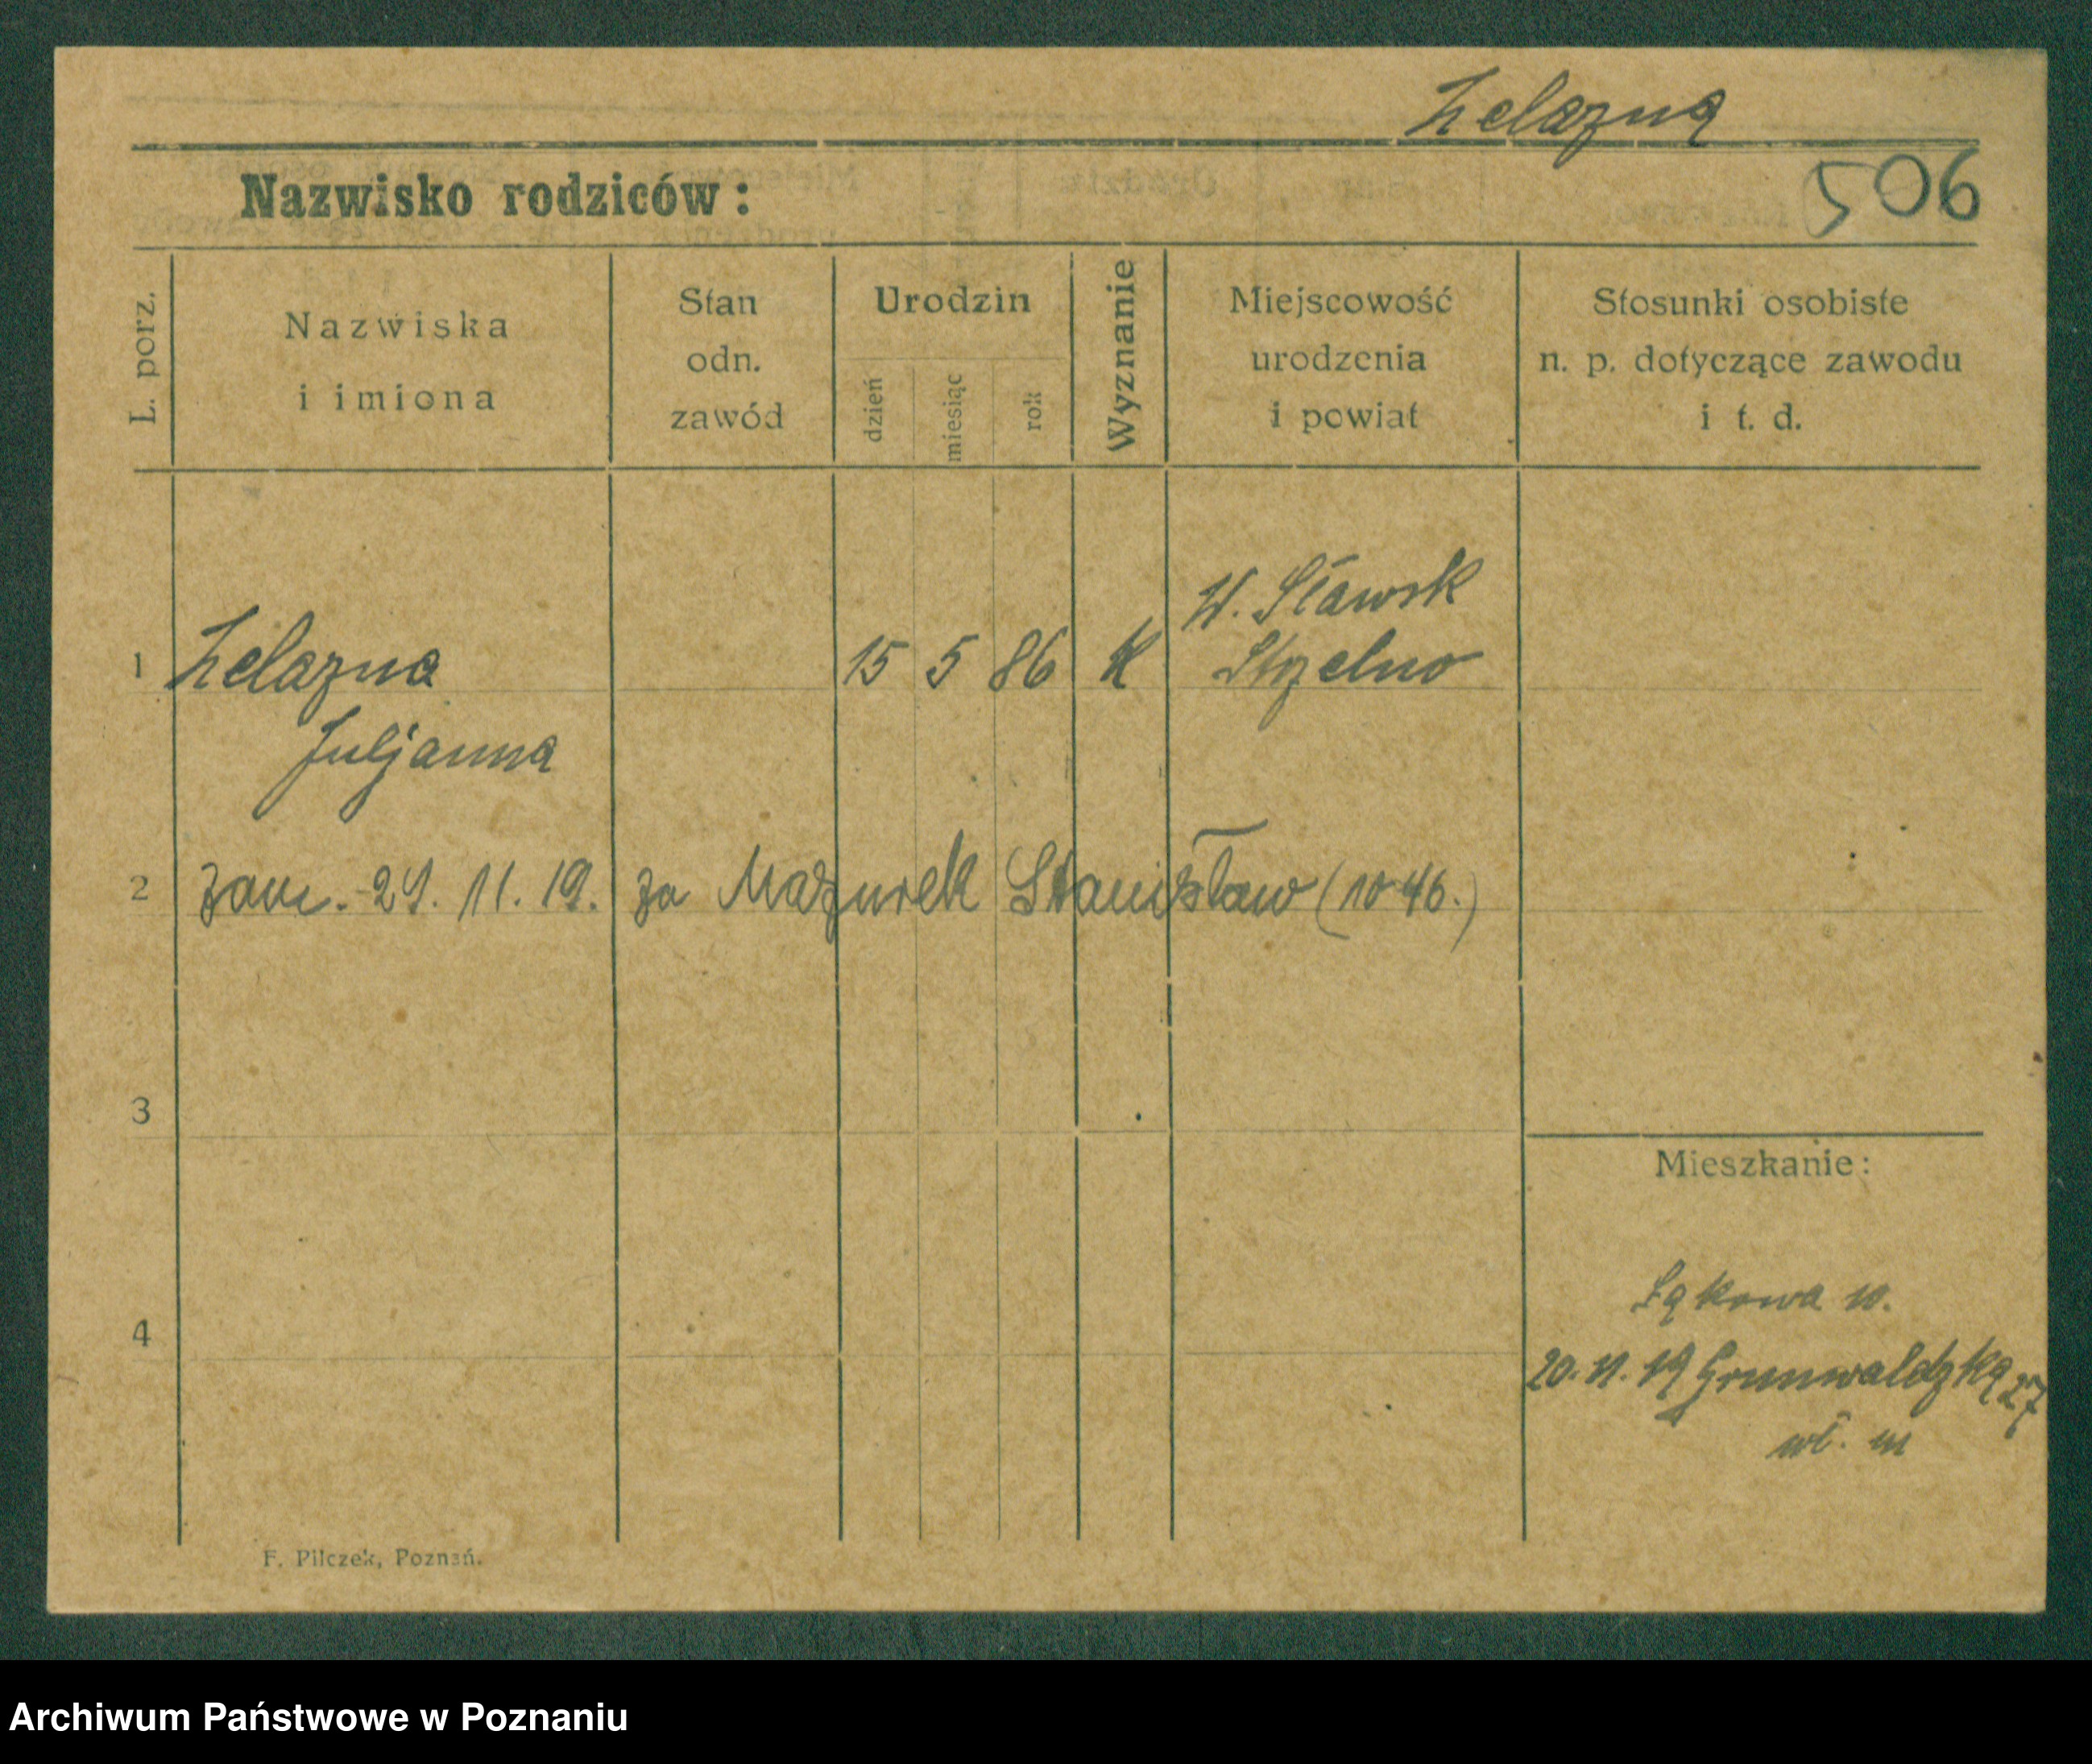 Żelazna
Nazwisko rodziców:
506
L. porz.
Nazwiska
i imiona
Stan
odn.
zawód
Urodzin
dzień
miesiąc
rok
Wyznanie
Miejscowość
urodzenia
i powiat
Stosunki osobiste
n. p. dotyczące zawodu
i t. d.
W. Sławsk
1 Żelazna 15 5 86 K Strzelno
Juljanna
2 zam. 29. 11. 19. za Mazurek Stanisław (10 46.)
3
Mieszkanie:
Łąkowa 10.
4
20. 11. 19 Grunwaldzka 27
wł. m
F. Pilczek, Poznań.
Archiwum Państwowe w Poznaniu